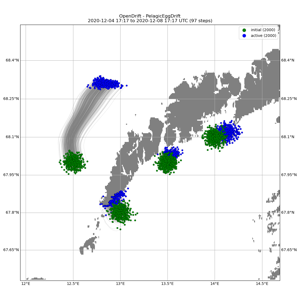 OpenDrift - PelagicEggDrift
2020-12-04 17:17 to 2020-12-08 17:17 UTC (97 steps)
initial (2000)
active (2000)
68.4°N 68.4°N
68.25°N 68.25°N
68.1°N 68.1°N
67.95°N 67.95°N
67.8°N 67.8°N
67.65°N 67.65°N
12°E 12.5°E 13°E 13.5°E 14°E 14.5°E